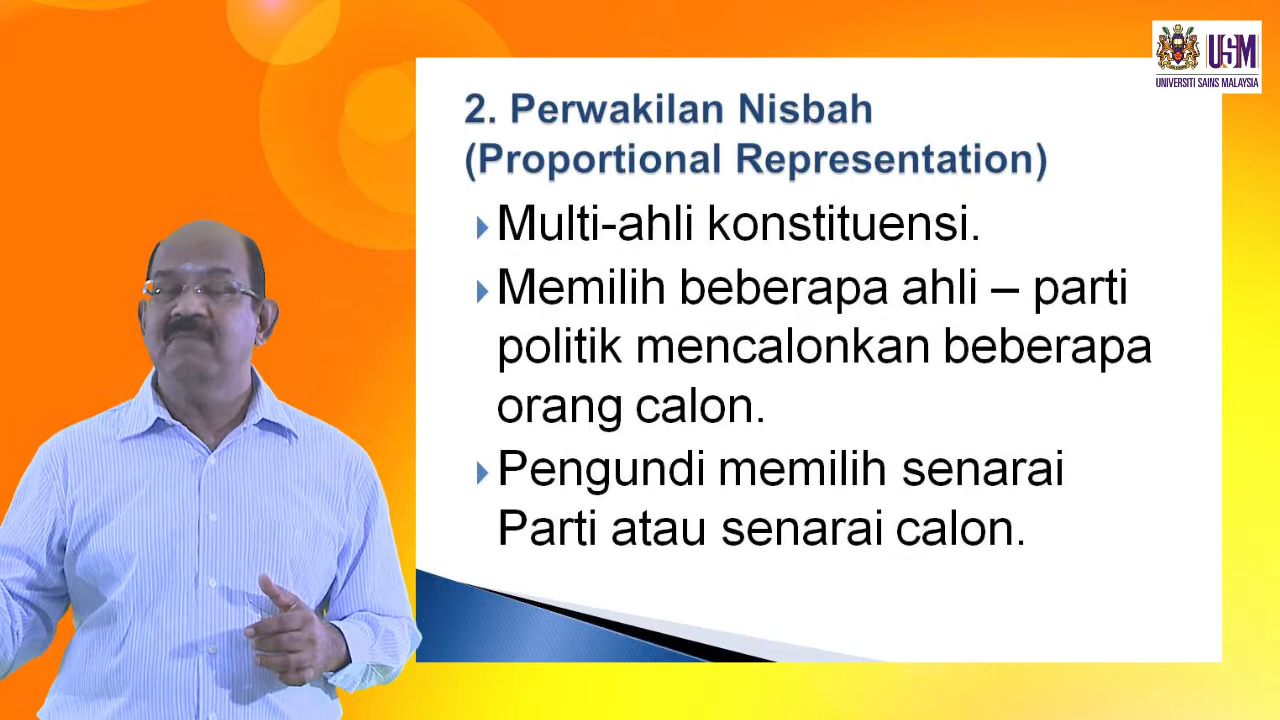 USM
UNIVERSITI SAINS MALAYSIA
2. Perwakilan Nisbah
(Proportional Representation)
Multi-ahli konstituensi.
Memilih beberapa ahli – parti
politik mencalonkan beberapa
orang calon.
Pengundi memilih senarai
Parti atau senarai calon.